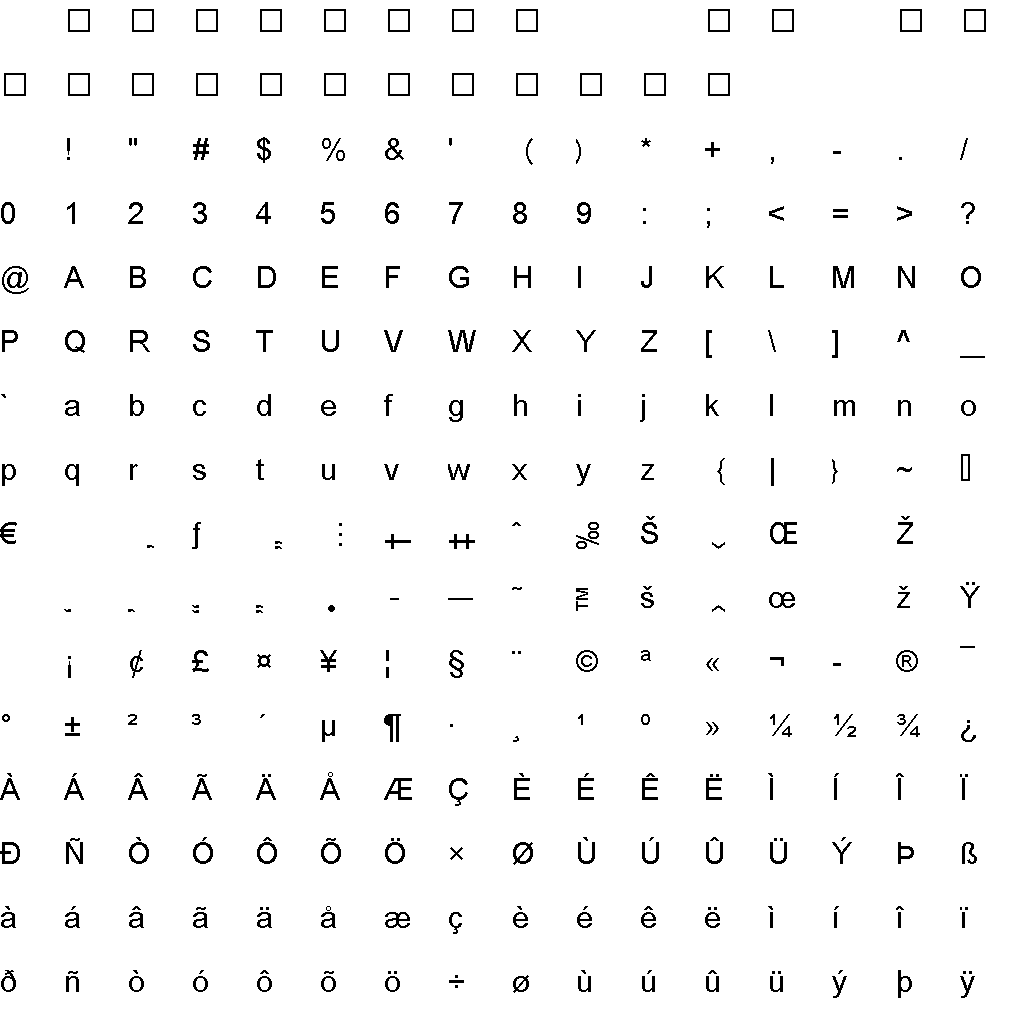 ! " # $ % & ' ( ) * + , - . /
0 1 2 3 4 5 6 7 8 9 : ; < = > ?
@ A B C D E F G H I J K L M N O
P Q R S T U V W X Y Z [ \ ] ^ _
` a b c d e f g h i j k l m n o
p q r s t u v w x y z { | } ~
€ ƒ † ‡ ˆ ‰ Š Œ Ž
• – — ˜ ™ š œ ž Ÿ
¡ ¢ £ ¤ ¥ ¦ § ¨ © ª « ¬ - ® ¯
° ± ² ³ ´ µ ¶ · ¸ ¹ º » ¼ ½ ¾ ¿
À Á Â Ã Ä Å Æ Ç È É Ê Ë Ì Í Î Ï
Ð Ñ Ò Ó Ô Õ Ö × Ø Ù Ú Û Ü Ý Þ ß
à á â ã ä å æ ç è é ê ë ì í î ï
ð ñ ò ó ô õ ö ÷ ø ù ú û ü ý þ ÿ